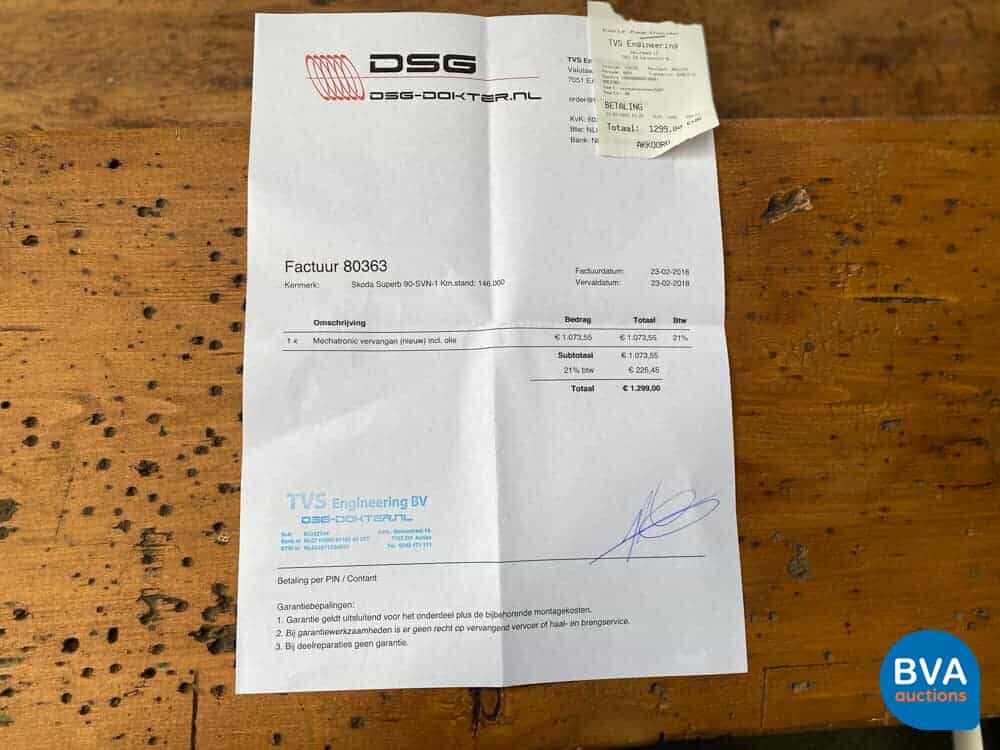 DSG
DSG-DOKTER.NL
TVS
7051
KvK:
Btw:
Bank:
TVS Engineering
BETALING
Totaal: 1299,00
AKKOORD
Factuur 80363
Kenmerk: Skoda Superb 90-SVN-1 Km.stand: 146.000
Factuurdatum: 23-02-2018
Vervaldatum: 23-02-2018
Omschrijving Bedrag Totaal Btw
1 x Mechatronic vervangen (nieuw) incl. olie € 1.073,55 € 1.073,55 21%
Subtotaal € 1.073,55
21% btw € 225,45
Totaal € 1.299,00
TVS Engineering BV
DSG-DOKTER.NL
Betaling per PIN / Contant
Garantiebepalingen:
1. Garantie geldt uitsluitend voor het onderdeel plus de bijbehorende montagekosten.
2. Bij garantiewerkzaamheden is er geen recht op vervangend vervoer of haal- en brengservice.
3. Bij deelreparaties geen garantie.
BVA
auctions